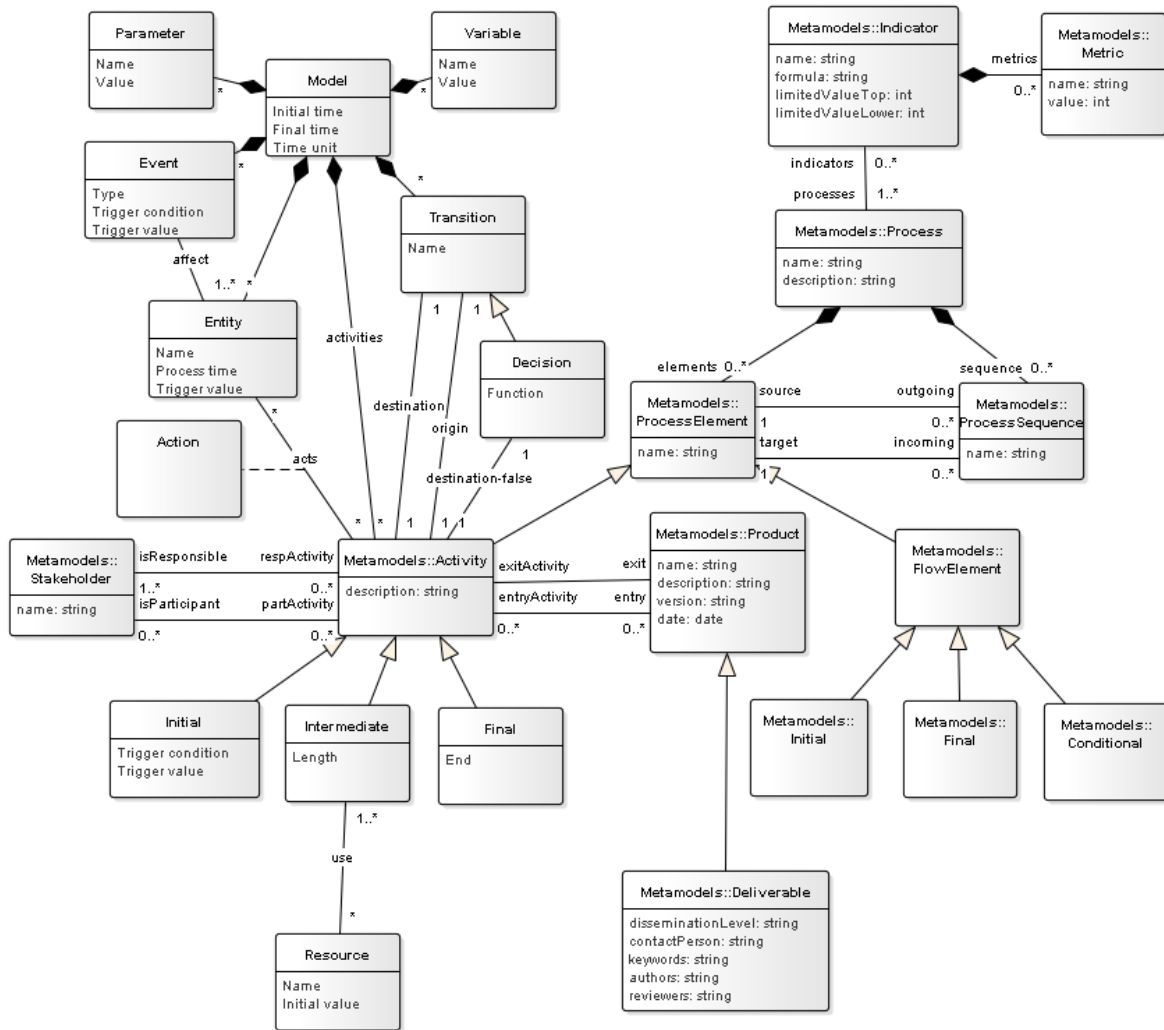 Parameter
Name
Value
*
Model
Initial time
Final time
Time unit
Variable
Name
Value
*
Event
Type
Trigger condition
Trigger value
*
affect
1..*
*
*
Transition
Name
Entity
Name
Process time
Trigger value
*
activities
1
1
Decision
Function
destination
origin
1
destination-false
Action
acts
*
*
1
1
1
Metamodels::Indicator
name: string
formula: string
limitedValueTop: int
limitedValueLower: int
metrics
0..*
Metamodels::
Metric
name: string
value: int
indicators
0..*
processes
1..*
Metamodels::Process
name: string
description: string
elements
0..*
sequence
0..*
Metamodels::
ProcessElement
name: string
source
outgoing
1
0..*
target
incoming
1
0..*
Metamodels::
ProcessSequence
name: string
Metamodels::
Stakeholder
name: string
isResponsible
respActivity
1..*
0..*
isParticipant
partActivity
0..*
0..*
Metamodels::Activity
description: string
exitActivity
exit
entryActivity
entry
0..*
0..*
Metamodels::Product
name: string
description: string
version: string
date: date
Metamodels::
FlowElement
Initial
Trigger condition
Trigger value
Intermediate
Length
Final
End
Metamodels::
Initial
Metamodels::
Final
Metamodels::
Conditional
1..*
use
*
Resource
Name
Initial value
Metamodels::Deliverable
disseminationLevel: string
contactPerson: string
keywords: string
authors: string
reviewers: string